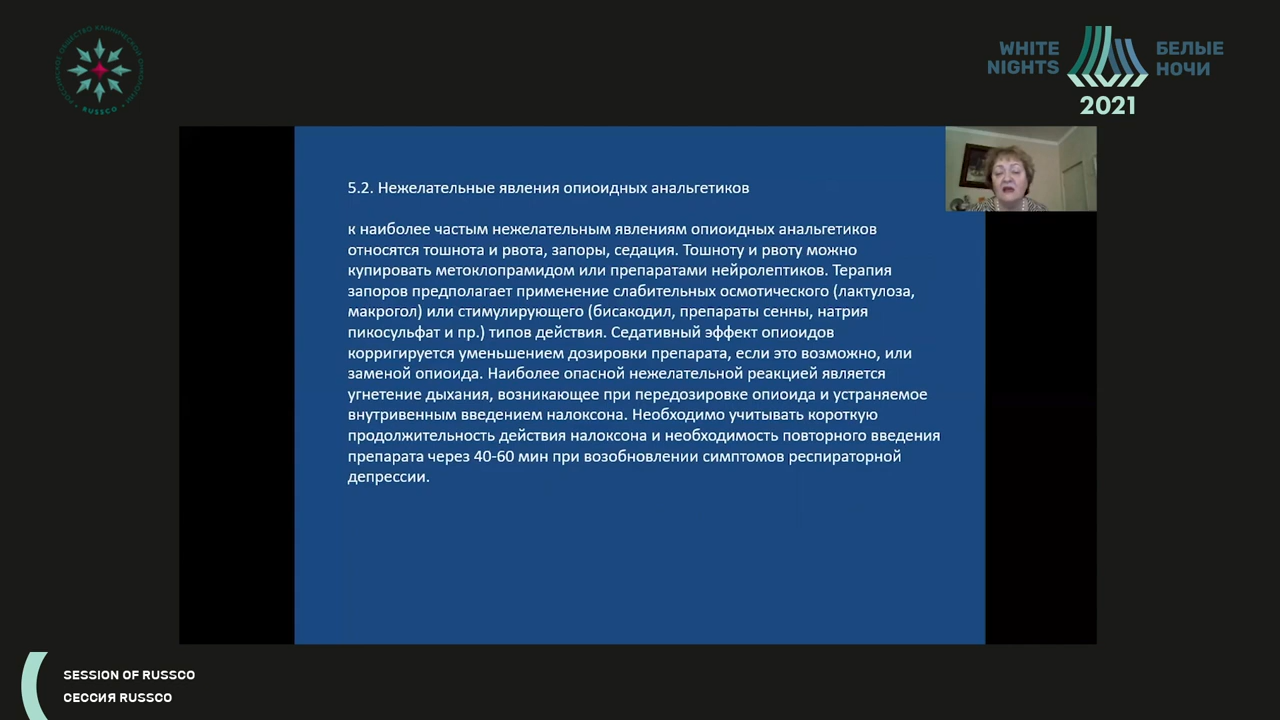 РОССИЙСКОЕ ОБЩЕСТВО КЛИНИЧЕСКОЙ ОНКОЛОГИИ
RUSSCO
WHITE NIGHTS
БЕЛЫЕ НОЧИ
2021
5.2. Нежелательные явления опиоидных анальгетиков
к наиболее частым нежелательным явлениям опиоидных анальгетиков
относятся тошнота и рвота, запоры, седация. Тошноту и рвоту можно
купировать метоклопрамидом или препаратами нейролептиков. Терапия
запоров предполагает применение слабительных осмотического (лактулоза,
макрогол) или стимулирующего (бисакодил, препараты сенны, натрия
пикосульфат и пр.) типов действия. Седативный эффект опиоидов
корригируется уменьшением дозировки препарата, если это возможно, или
заменой опиоида. Наиболее опасной нежелательной реакцией является
угнетение дыхания, возникающее при передозировке опиоида и устраняемое
внутривенным введением налоксона. Необходимо учитывать короткую
продолжительность действия налоксона и необходимость повторного введения
препарата через 40-60 мин при возобновлении симптомов респираторной
депрессии.
SESSION OF RUSSCO
СЕССИЯ RUSSCO